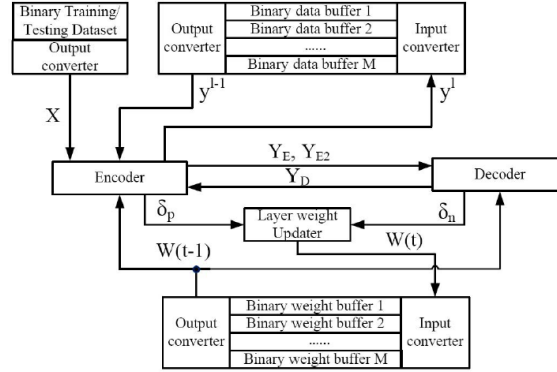 Binary Training/
Testing Dataset
Output
converter
Output
converter
Binary data buffer 1
Binary data buffer 2
......
Binary data buffer M
Input
converter
X
y^{l-1}
y^{l}
Encoder
Y_E, Y_{E2}
Y_D
Decoder
δ_p
Layer weight
Updater
δ_n
W(t-1)
W(t)
Output
converter
Binary weight buffer 1
Binary weight buffer 2
......
Binary weight buffer M
Input
converter